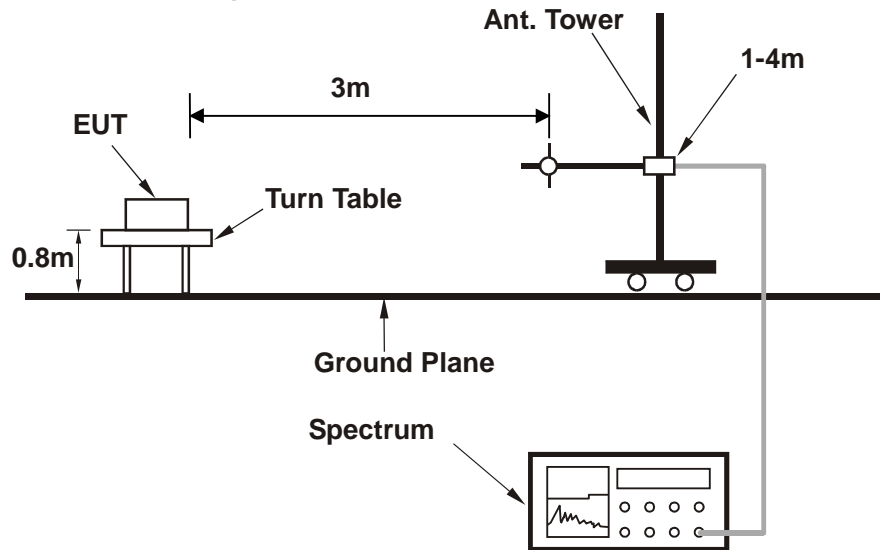 Ant. Tower
1-4m
3m
EUT
Turn Table
0.8m
Ground Plane
Spectrum